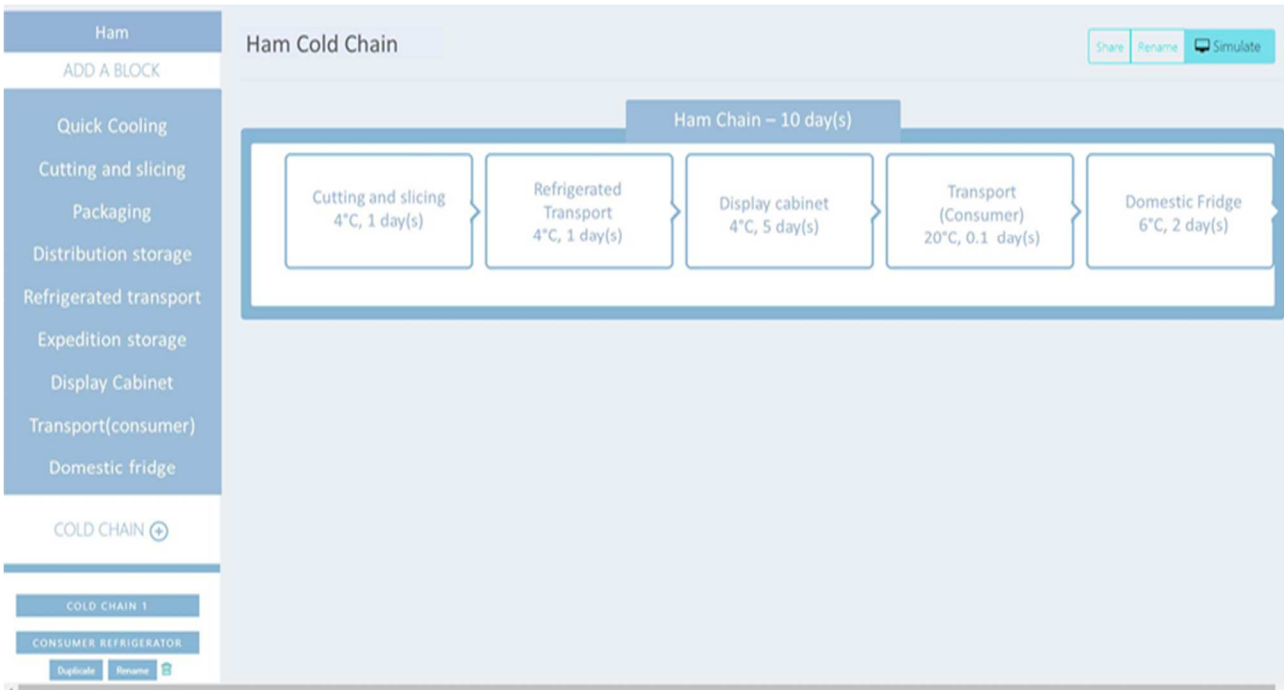 Ham
ADD A BLOCK
Quick Cooling
Cutting and slicing
Packaging
Distribution storage
Refrigerated transport
Expedition storage
Display Cabinet
Transport(consumer)
Domestic fridge
COLD CHAIN
COLD CHAIN 1
CONSUMER REFRIGERATOR
Duplicate Rename
Ham Cold Chain
Share Rename Simulate
Ham Chain – 10 day(s)
Cutting and slicing
4°C, 1 day(s)
Refrigerated
Transport
4°C, 1 day(s)
Display cabinet
4°C, 5 day(s)
Transport
(Consumer)
20°C, 0.1 day(s)
Domestic Fridge
6°C, 2 day(s)